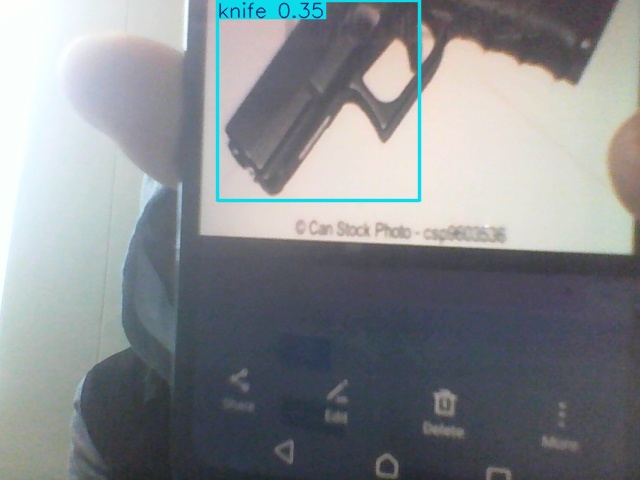 knife 0.35
© Can Stock Photo - csp9603536
Share
Edit
Delete
More